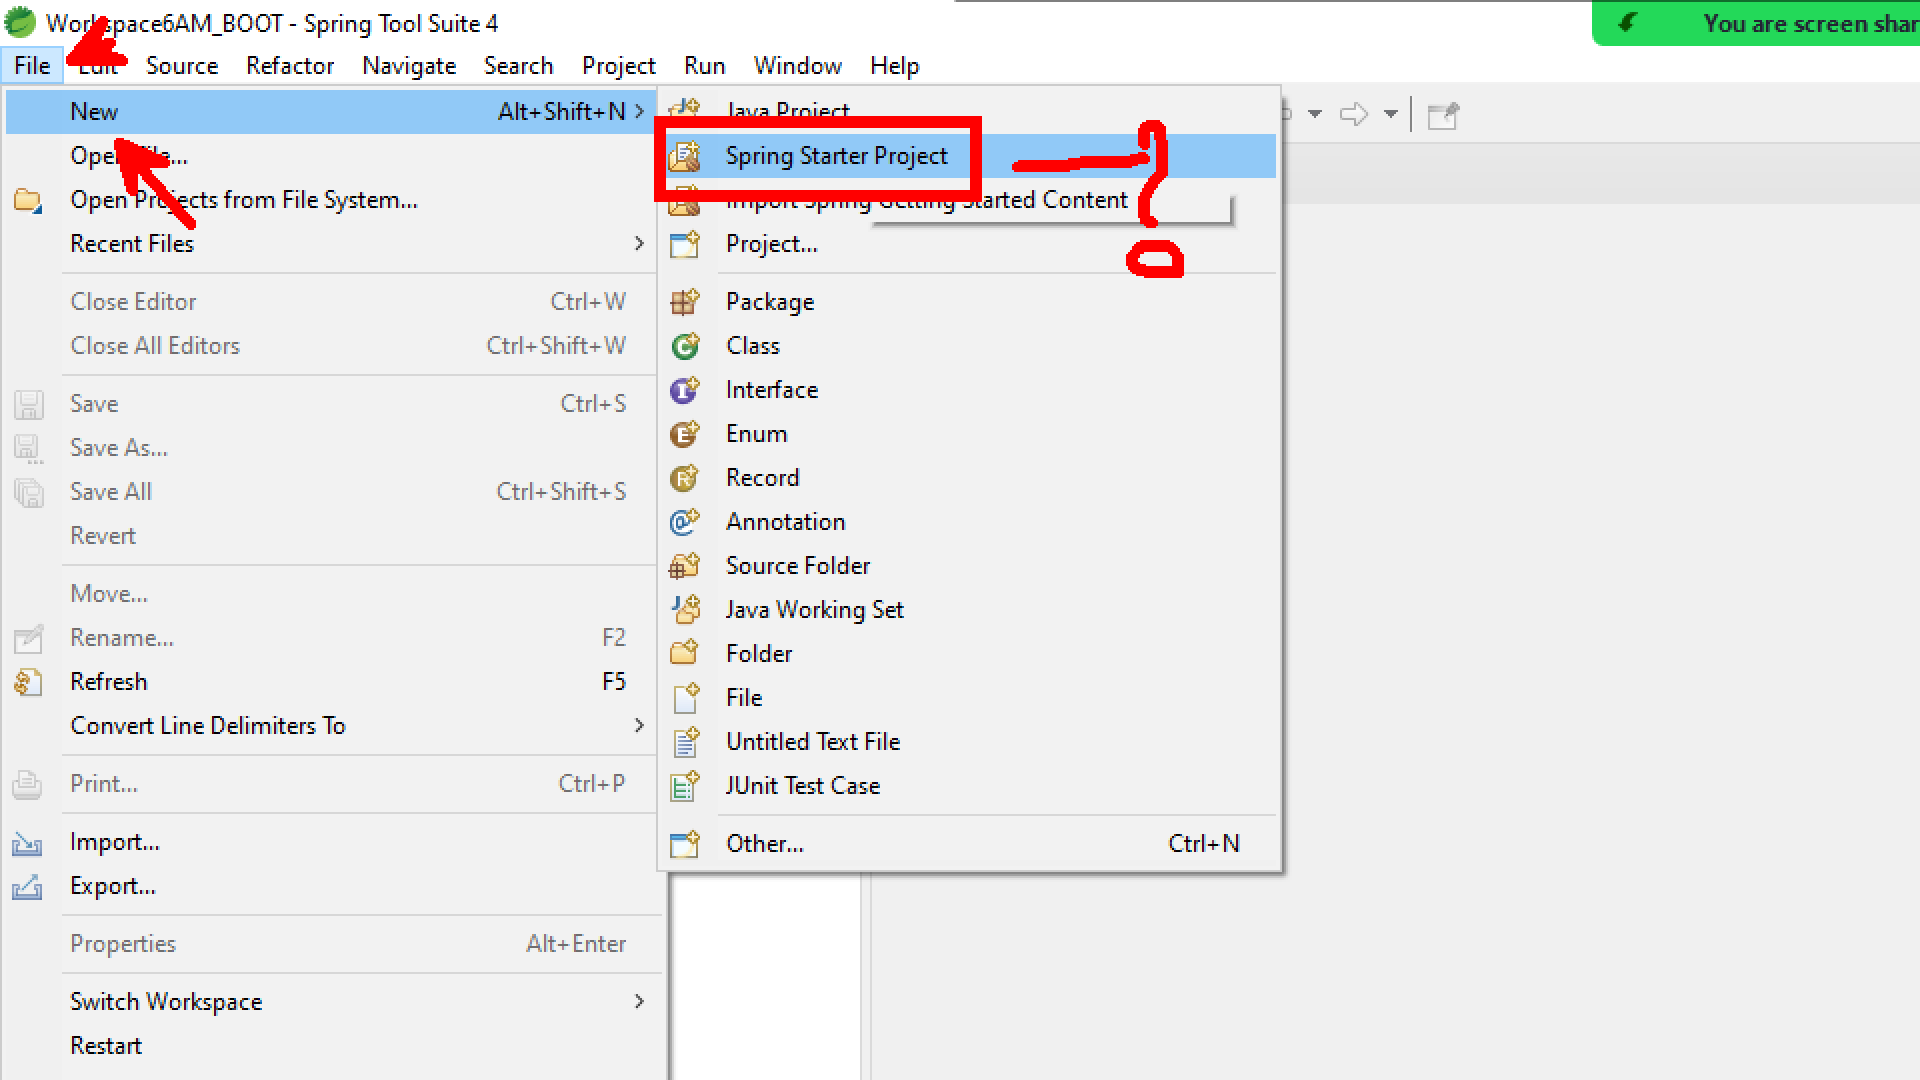 Workspace6AM_BOOT - Spring Tool Suite 4
You are screen shar
File Edit Source Refactor Navigate Search Project Run Window Help
New Alt+Shift+N
Open File...
Open Projects from File System...
Recent Files
Close Editor Ctrl+W
Close All Editors Ctrl+Shift+W
Save Ctrl+S
Save As...
Save All Ctrl+Shift+S
Revert
Move...
Rename... F2
Refresh F5
Convert Line Delimiters To
Print... Ctrl+P
Import...
Export...
Properties Alt+Enter
Switch Workspace
Restart
Java Project
Spring Starter Project
?
Import Spring Getting Started Content
Project...
Package
Class
Interface
Enum
Record
Annotation
Source Folder
Java Working Set
Folder
File
Untitled Text File
JUnit Test Case
Other... Ctrl+N